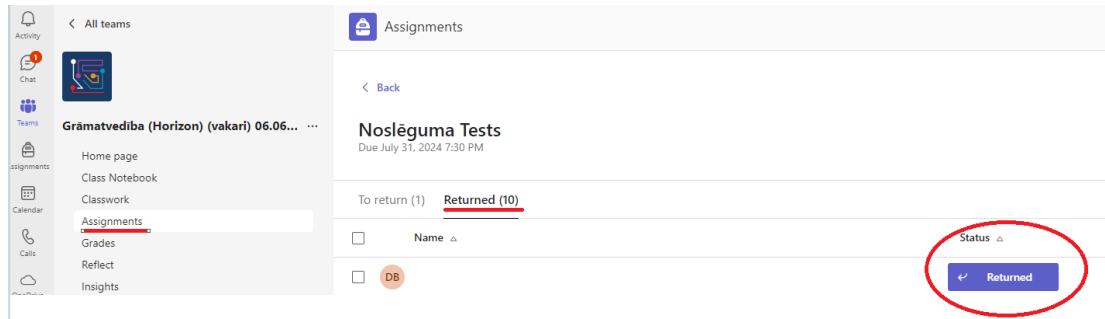 Activity
Chat
1
Teams
ssignments
Calendar
Calls
OneDrive
All teams
Grāmatvedība (Horizon) (vakari) 06.06... ...
Home page
Class Notebook
Classwork
Assignments
Grades
Reflect
Insights
Assignments
Back
Noslēguma Tests
Due July 31, 2024 7:30 PM
To return (1) Returned (10)
Name Status
DB Returned